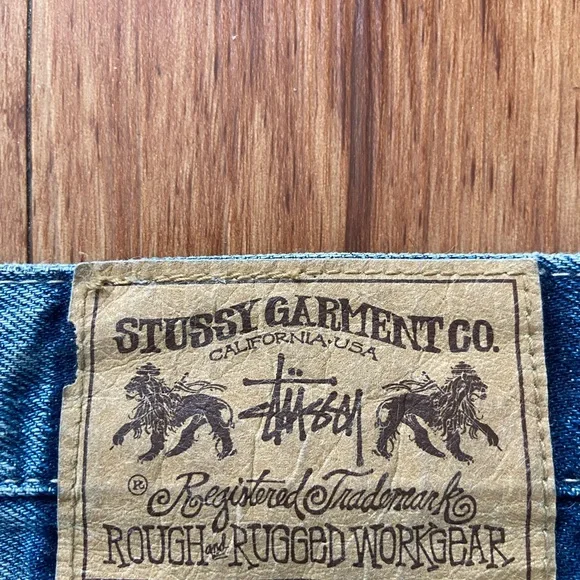 STUSSY GARMENT CO.
CALIFORNIA · USA
Stüssy
® Registered Trademark
ROUGH and RUGGED WORKGEAR